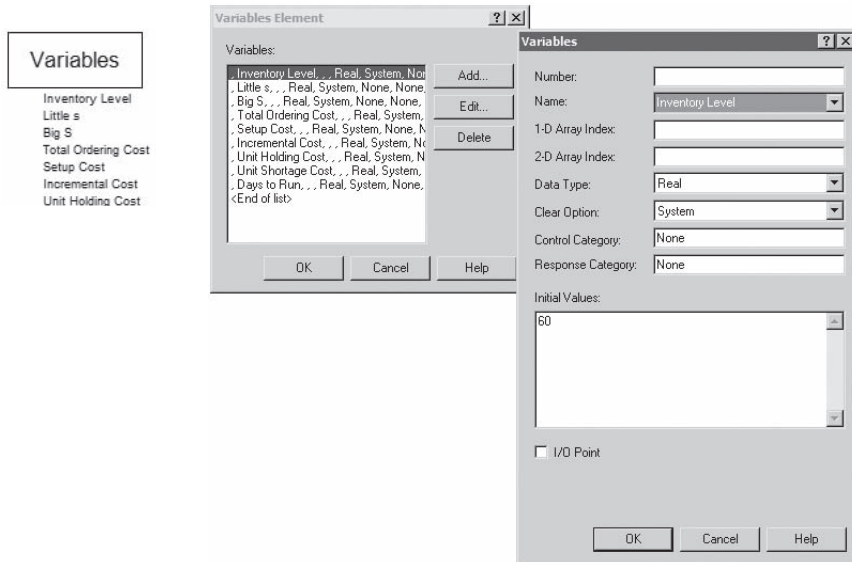 Variables
Inventory Level
Little s
Big S
Total Ordering Cost
Setup Cost
Incremental Cost
Unit Holding Cost
Variables Element
Variables:
, Inventory Level, , , Real, System, Non
, Little s, , , Real, System, None, None,
, Big S, , , Real, System, None, None,
, Total Ordering Cost, , , Real, System,
, Setup Cost, , , Real, System, None, N
, Incremental Cost, , , Real, System, No
, Unit Holding Cost, , , Real, System, N
, Unit Shortage Cost, , , Real, System,
, Days to Run, , , Real, System, None,
<End of list>
Add...
Edit...
Delete
OK Cancel Help
Variables
Number:
Name: Inventory Level
1-D Array Index:
2-D Array Index:
Data Type: Real
Clear Option: System
Control Category: None
Response Category: None
Initial Values:
60
I/O Point
OK Cancel Help